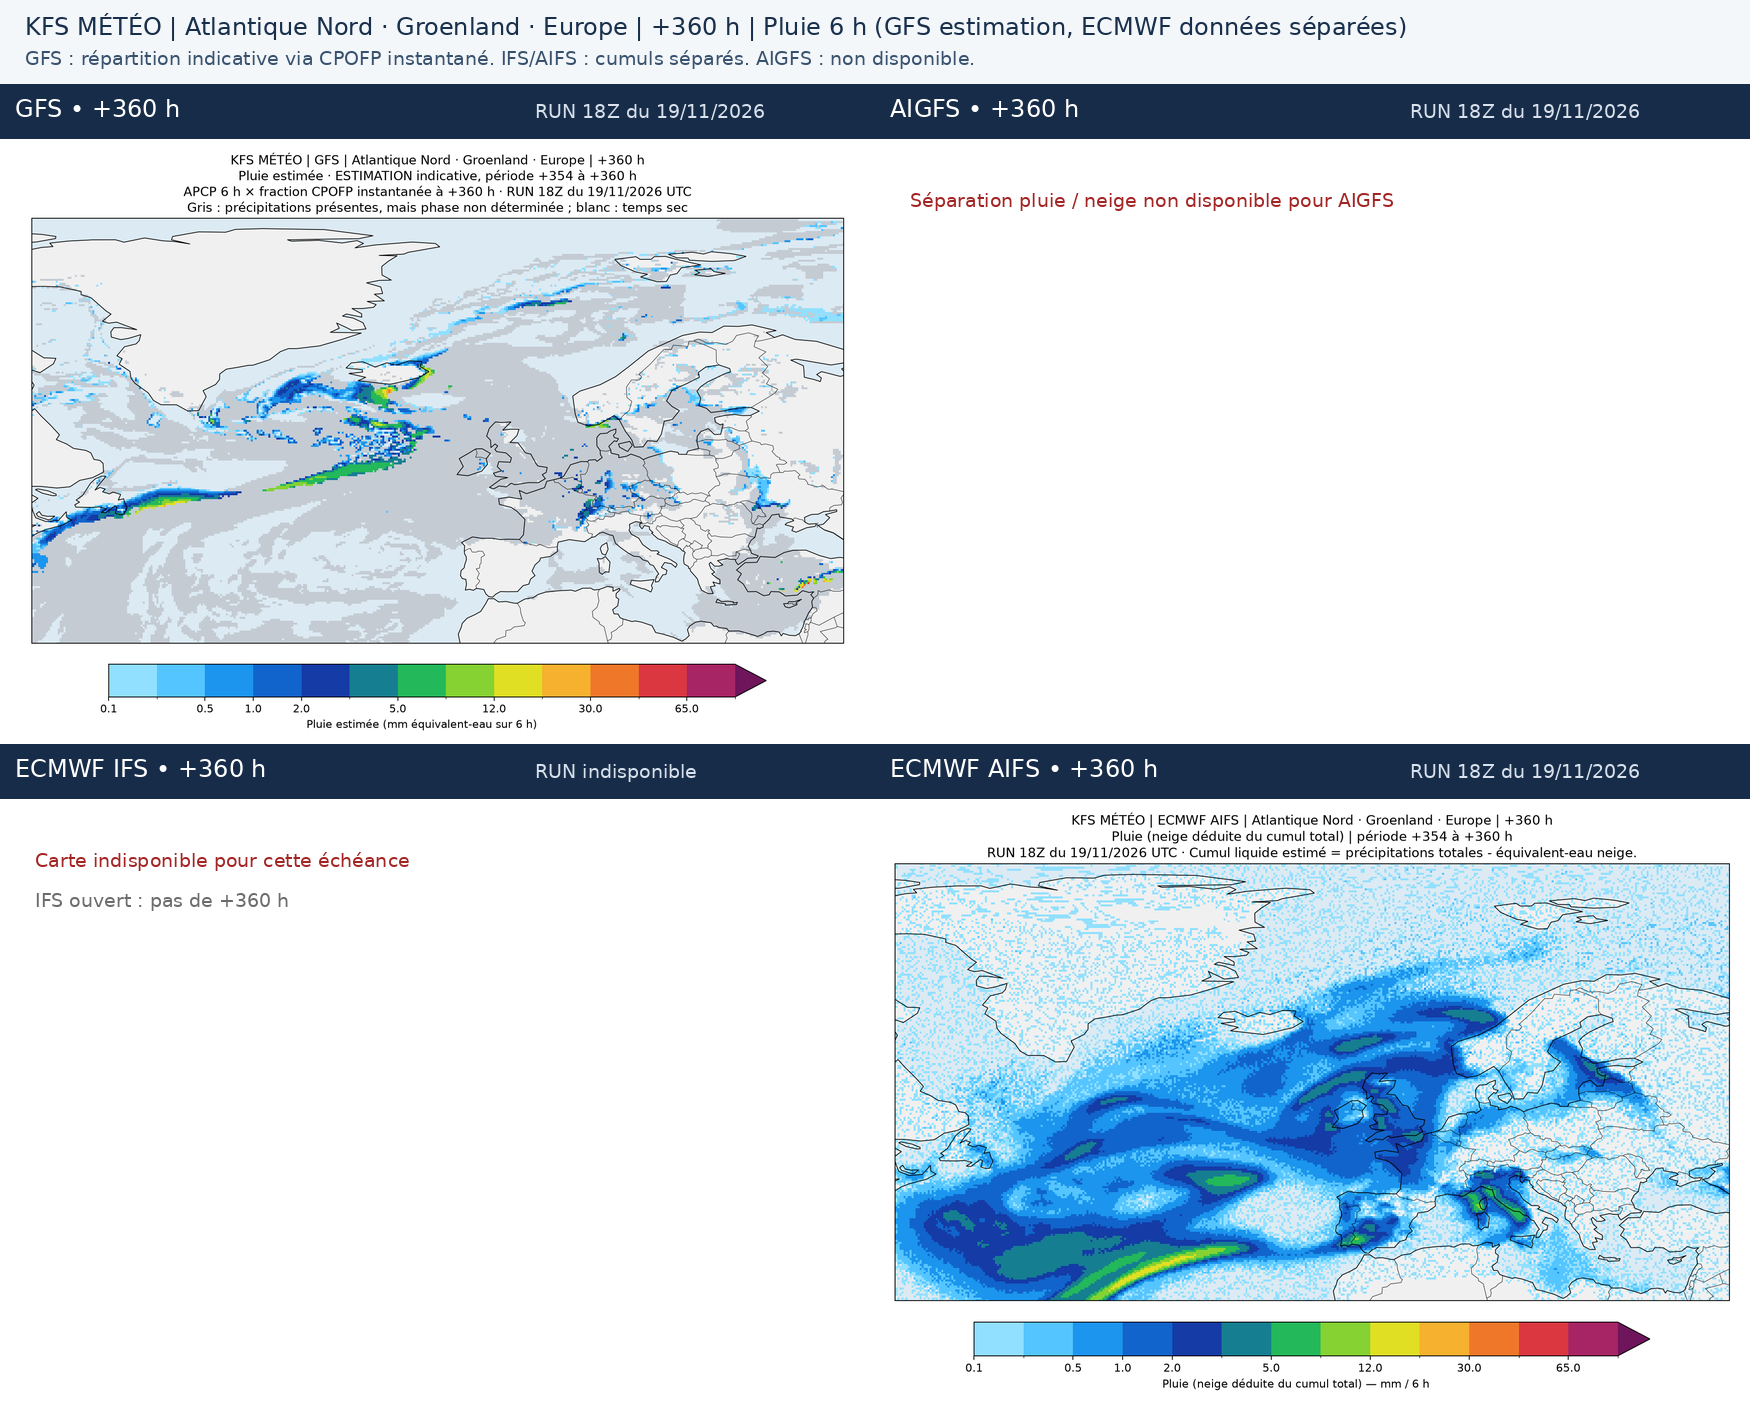 KFS MÉTÉO | Atlantique Nord · Groenland · Europe | +360 h | Pluie 6 h (GFS estimation, ECMWF données séparées)
GFS : répartition indicative via CPOFP instantané. IFS/AIFS : cumuls séparés. AIGFS : non disponible.
GFS • +360 h
RUN 18Z du 19/11/2026
AIGFS • +360 h
RUN 18Z du 19/11/2026
KFS MÉTÉO | GFS | Atlantique Nord · Groenland · Europe | +360 h
Pluie estimée · ESTIMATION indicative, période +354 à +360 h
APCP 6 h × fraction CPOFP instantanée à +360 h · RUN 18Z du 19/11/2026 UTC
Gris : précipitations présentes, mais phase non déterminée ; blanc : temps sec
Séparation pluie / neige non disponible pour AIGFS
0.1 0.5 1.0 2.0 5.0 12.0 30.0 65.0
Pluie estimée (mm équivalent-eau sur 6 h)
ECMWF IFS • +360 h
RUN indisponible
ECMWF AIFS • +360 h
RUN 18Z du 19/11/2026
Carte indisponible pour cette échéance
IFS ouvert : pas de +360 h
KFS MÉTÉO | ECMWF AIFS | Atlantique Nord · Groenland · Europe | +360 h
Pluie (neige déduite du cumul total) | période +354 à +360 h
RUN 18Z du 19/11/2026 UTC · Cumul liquide estimé = précipitations totales - équivalent-eau neige.
0.1 0.5 1.0 2.0 5.0 12.0 30.0 65.0
Pluie (neige déduite du cumul total) — mm / 6 h